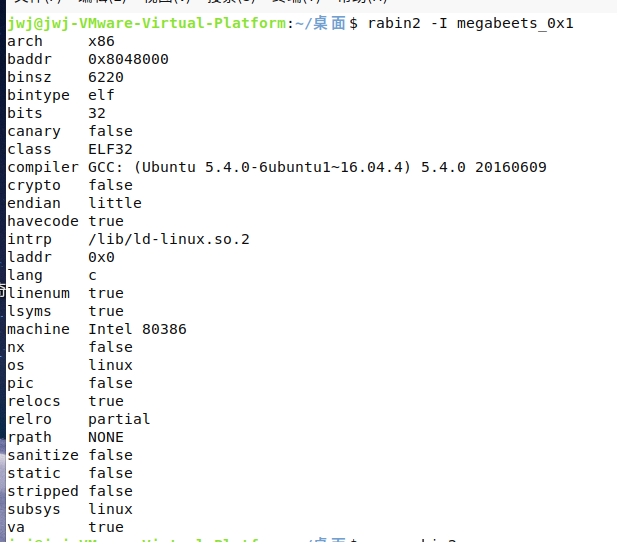 jwj@jwj-VMware-Virtual-Platform:~/桌面$ rabin2 -I megabeets_0x1
arch     x86
baddr    0x8048000
binsz    6220
bintype  elf
bits     32
canary   false
class    ELF32
compiler GCC: (Ubuntu 5.4.0-6ubuntu1~16.04.4) 5.4.0 20160609
crypto   false
endian   little
havecode true
intrp    /lib/ld-linux.so.2
laddr    0x0
lang     c
linenum  true
lsyms    true
machine  Intel 80386
nx       false
os       linux
pic      false
relocs   true
relro    partial
rpath    NONE
sanitize false
static   false
stripped false
subsys   linux
va       true